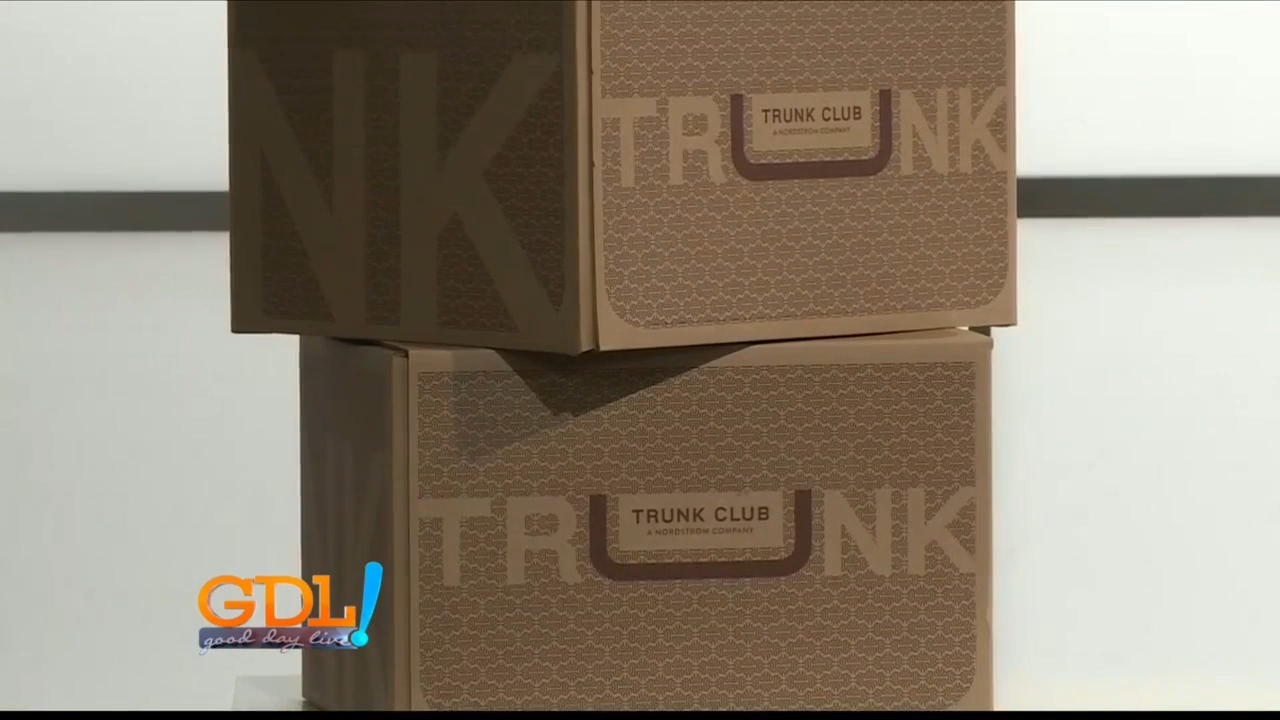 NK
TRUNK
TRUNK CLUB
A NORDSTROM COMPANY
TRUNK
TRUNK CLUB
A NORDSTROM COMPANY
GDL!
good day live